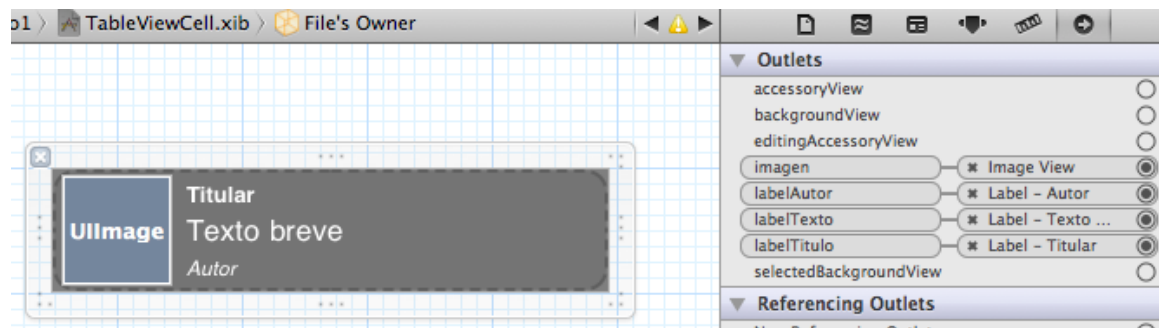 o1 TableViewCell.xib File's Owner
UIImage
Titular
Texto breve
Autor
Outlets
accessoryView
backgroundView
editingAccessoryView
imagen Image View
labelAutor Label - Autor
labelTexto Label - Texto ...
labelTitulo Label - Titular
selectedBackgroundView
Referencing Outlets